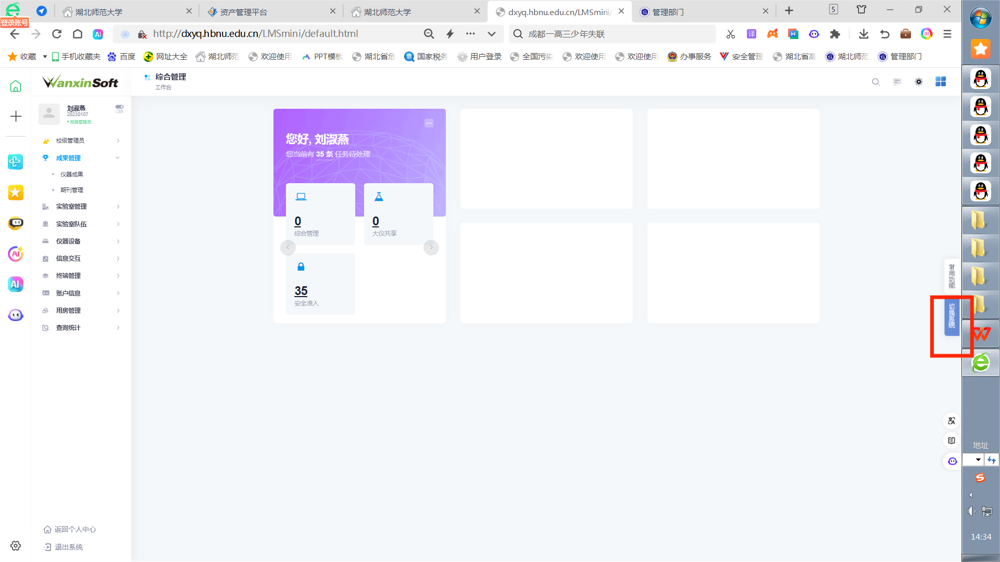 湖北师范大学
资产管理平台
湖北师范大学
dxyq.hbnu.edu.cn/LMSmini/
管理部门
5
登录账号
AI
http://dxyq.hbnu.edu.cn/LMSmini/default.html
成都一高三少年失联
译
W
AI
收藏
手机收藏夹
百度
网址大全
湖北师范
欢迎使用
PPT模板
湖北省危
国家税务
用户登录
全国污染
欢迎使用
欢迎使用
办事服务
安全管理
湖北省高
湖北师范
管理部门
WanxinSoft
综合管理
工作台
刘淑燕
20230107
校级管理员
校级管理员
成果管理
仪器成果
期刊管理
实验室管理
实验室队伍
仪器设备
信息交互
终端管理
账户信息
用房管理
查询统计
返回个人中心
退出系统
AI
AI
您好, 刘淑燕
您当前有 35 条 任务待处理
0
综合管理
0
大仪共享
35
安全准入
常用功能
切换系统
地址
14:34